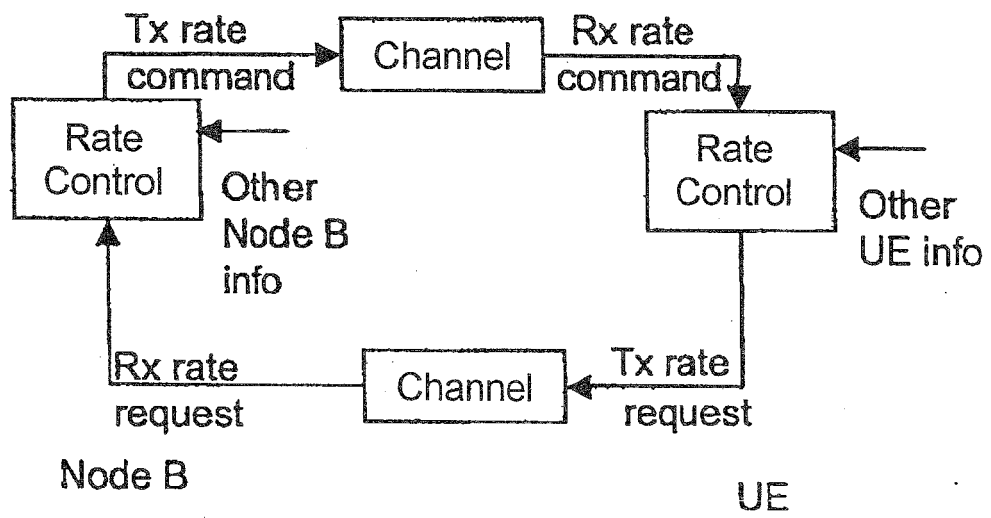 Tx rate
command
Channel
Rx rate
command
Rate
Control
Other
Node B
info
Rate
Control
Other
UE info
Rx rate
request
Channel
Tx rate
request
Node B
UE